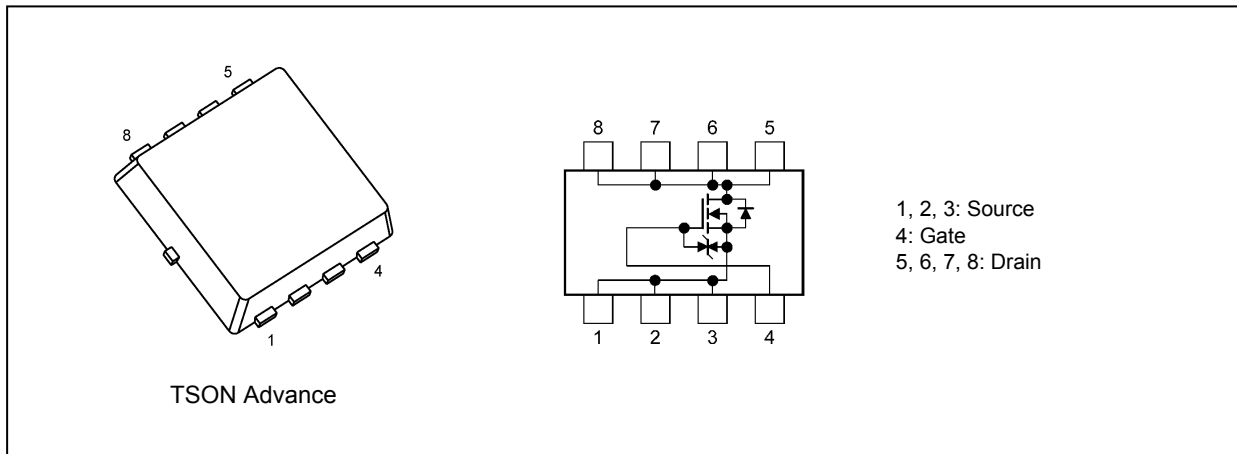 5
8
4
1
TSON Advance
8 7 6 5
1 2 3 4
1, 2, 3: Source
4: Gate
5, 6, 7, 8: Drain